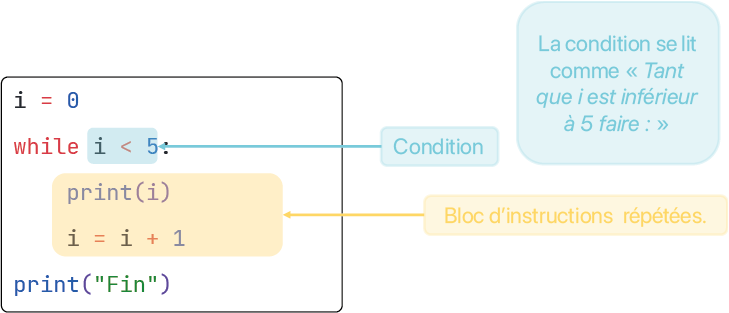 i = 0
while i < 5:
    print(i)
    i = i + 1
print("Fin")
Condition
Bloc d'instructions répétées.
La condition se lit
comme « Tant
que i est inférieur
à 5 faire : »